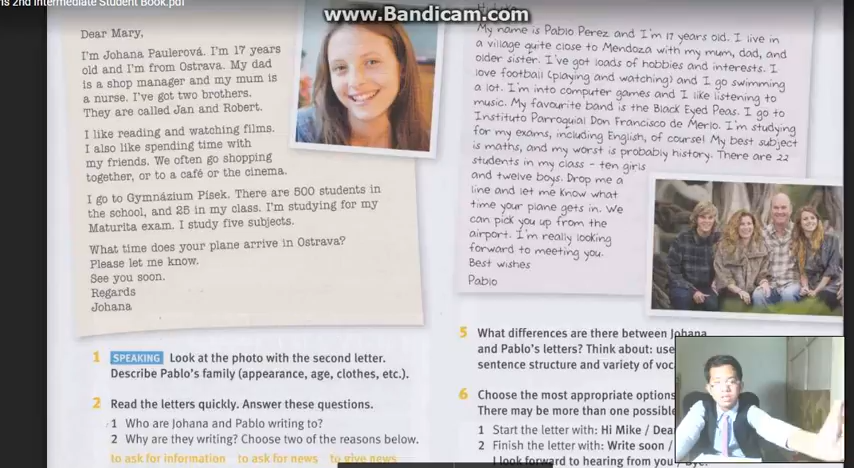 ns 2nd Intermediate Student Book.pdf
www.Bandicam.com
Dear Mary,
I'm Johana Paulerová. I'm 17 years
old and I'm from Ostrava. My dad
is a shop manager and my mum is
a nurse. I've got two brothers.
They are called Jan and Robert.
I like reading and watching films.
I also like spending time with
my friends. We often go shopping
together, or to a café or the cinema.
I go to Gymnázium Písek. There are 500 students in
the school, and 25 in my class. I'm studying for my
Maturita exam. I study five subjects.
What time does your plane arrive in Ostrava?
Please let me know.
See you soon.
Regards
Johana
My name is Pablo Perez and I'm 17 years old. I live in
a village quite close to Mendoza with my mum, dad, and
older sister. I've got loads of hobbies and interests. I
love football (playing and watching) and I go swimming
a lot. I'm into computer games and I like listening to
music. My favourite band is the Black Eyed Peas. I go to
Instituto Parroquial Don Francisco de Merlo. I'm studying
for my exams, including English, of course! My best subject
is maths, and my worst is probably history. There are 22
students in my class - ten girls
and twelve boys. Drop me a
line and let me know what
time your plane gets in. We
can pick you up from the
airport. I'm really looking
forward to meeting you.
Best wishes
Pablo
1 SPEAKING Look at the photo with the second letter.
Describe Pablo's family (appearance, age, clothes, etc.).
2 Read the letters quickly. Answer these questions.
1 Who are Johana and Pablo writing to?
2 Why are they writing? Choose two of the reasons below.
to ask for information to ask for news to give news
5 What differences are there between Johana
and Pablo's letters? Think about: use
sentence structure and variety of voc
6 Choose the most appropriate options
There may be more than one possible
1 Start the letter with: Hi Mike / Dea
2 Finish the letter with: Write soon /
I look forward to hearing from you /